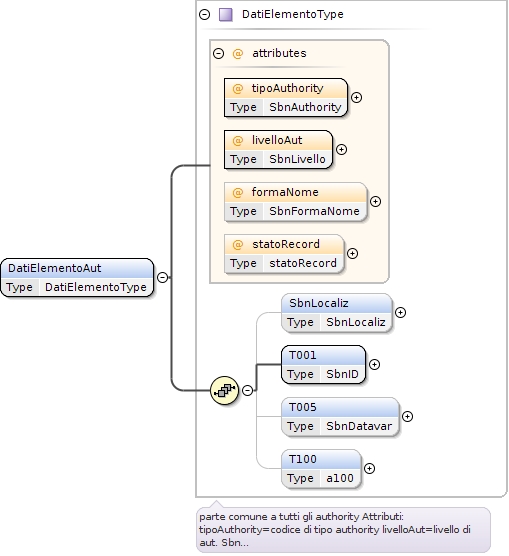 DatiElementoType
@ attributes
@ tipoAuthority
Type SbnAuthority
@ livelloAut
Type SbnLivello
@ formaNome
Type SbnFormaNome
@ statoRecord
Type statoRecord
DatiElementoAut
Type DatiElementoType
SbnLocaliz
Type SbnLocaliz
T001
Type SbnID
T005
Type SbnDatavar
T100
Type a100
parte comune a tutti gli authority Attributi:
tipoAuthority=codice di tipo authority livelloAut=livello di
aut. Sbn...